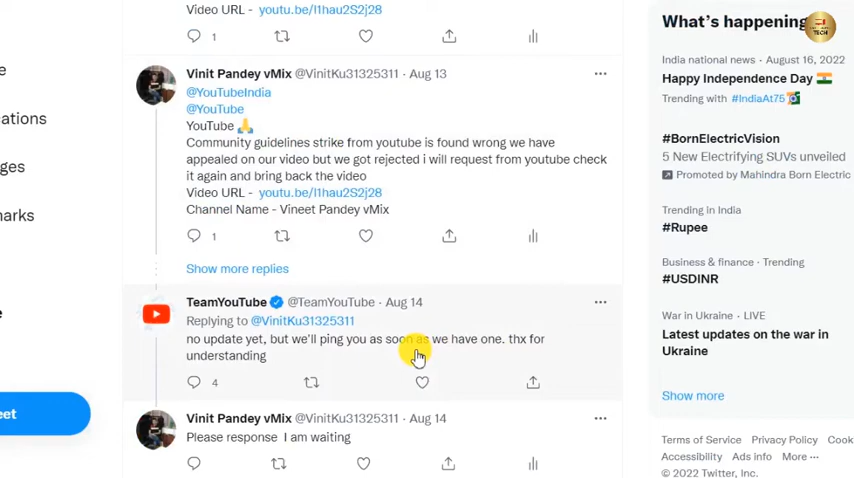 Video URL - youtu.be/l1hau2S2j28
1
Vinit Pandey vMix @VinitKu31325311 · Aug 13
@YouTubeIndia
@YouTube
YouTube 🙏
Community guidelines strike from youtube is found wrong we have
appealed on our video but we got rejected i will request from youtube check
it again and bring back the video
Video URL - youtu.be/l1hau2S2j28
Channel Name - Vineet Pandey vMix
1
Show more replies
TeamYouTube @TeamYouTube · Aug 14
Replying to @VinitKu31325311
no update yet, but we'll ping you as soon as we have one. thx for
understanding
4
Vinit Pandey vMix @VinitKu31325311 · Aug 14
Please response I am waiting
What's happening
TECH
India national news · August 16, 2022
Happy Independence Day 🇮🇳
Trending with #IndiaAt75
#BornElectricVision
5 New Electrifying SUVs unveiled
Promoted by Mahindra Born Electric
Trending in India
#Rupee
Business & finance · Trending
#USDINR
War in Ukraine · LIVE
Latest updates on the war in
Ukraine
Show more
Terms of Service Privacy Policy Cook
Accessibility Ads info More ···
© 2022 Twitter, Inc.
e
cations
ges
marks
e
eet